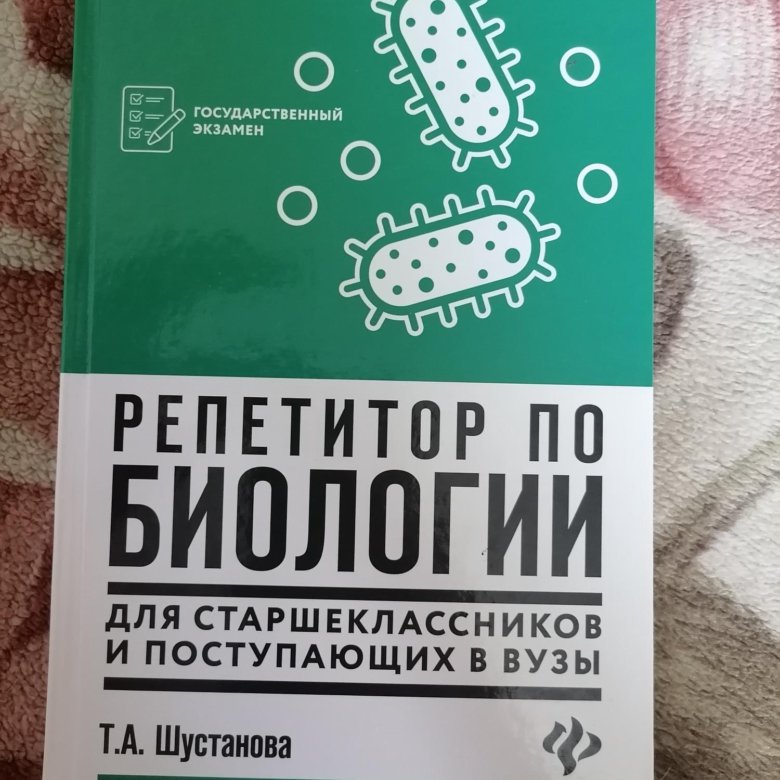 ГОСУДАРСТВЕННЫЙ
ЭКЗАМЕН
РЕПЕТИТОР ПО
БИОЛОГИИ
ДЛЯ СТАРШЕКЛАССНИКОВ
И ПОСТУПАЮЩИХ В ВУЗЫ
Т.А. Шустанова